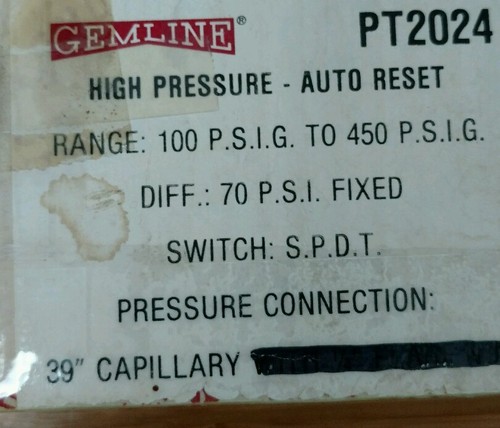 GEMLINE® PT2024
HIGH PRESSURE - AUTO RESET
RANGE: 100 P.S.I.G. TO 450 P.S.I.G.
DIFF.: 70 P.S.I. FIXED
SWITCH: S.P.D.T.
PRESSURE CONNECTION:
39" CAPILLARY